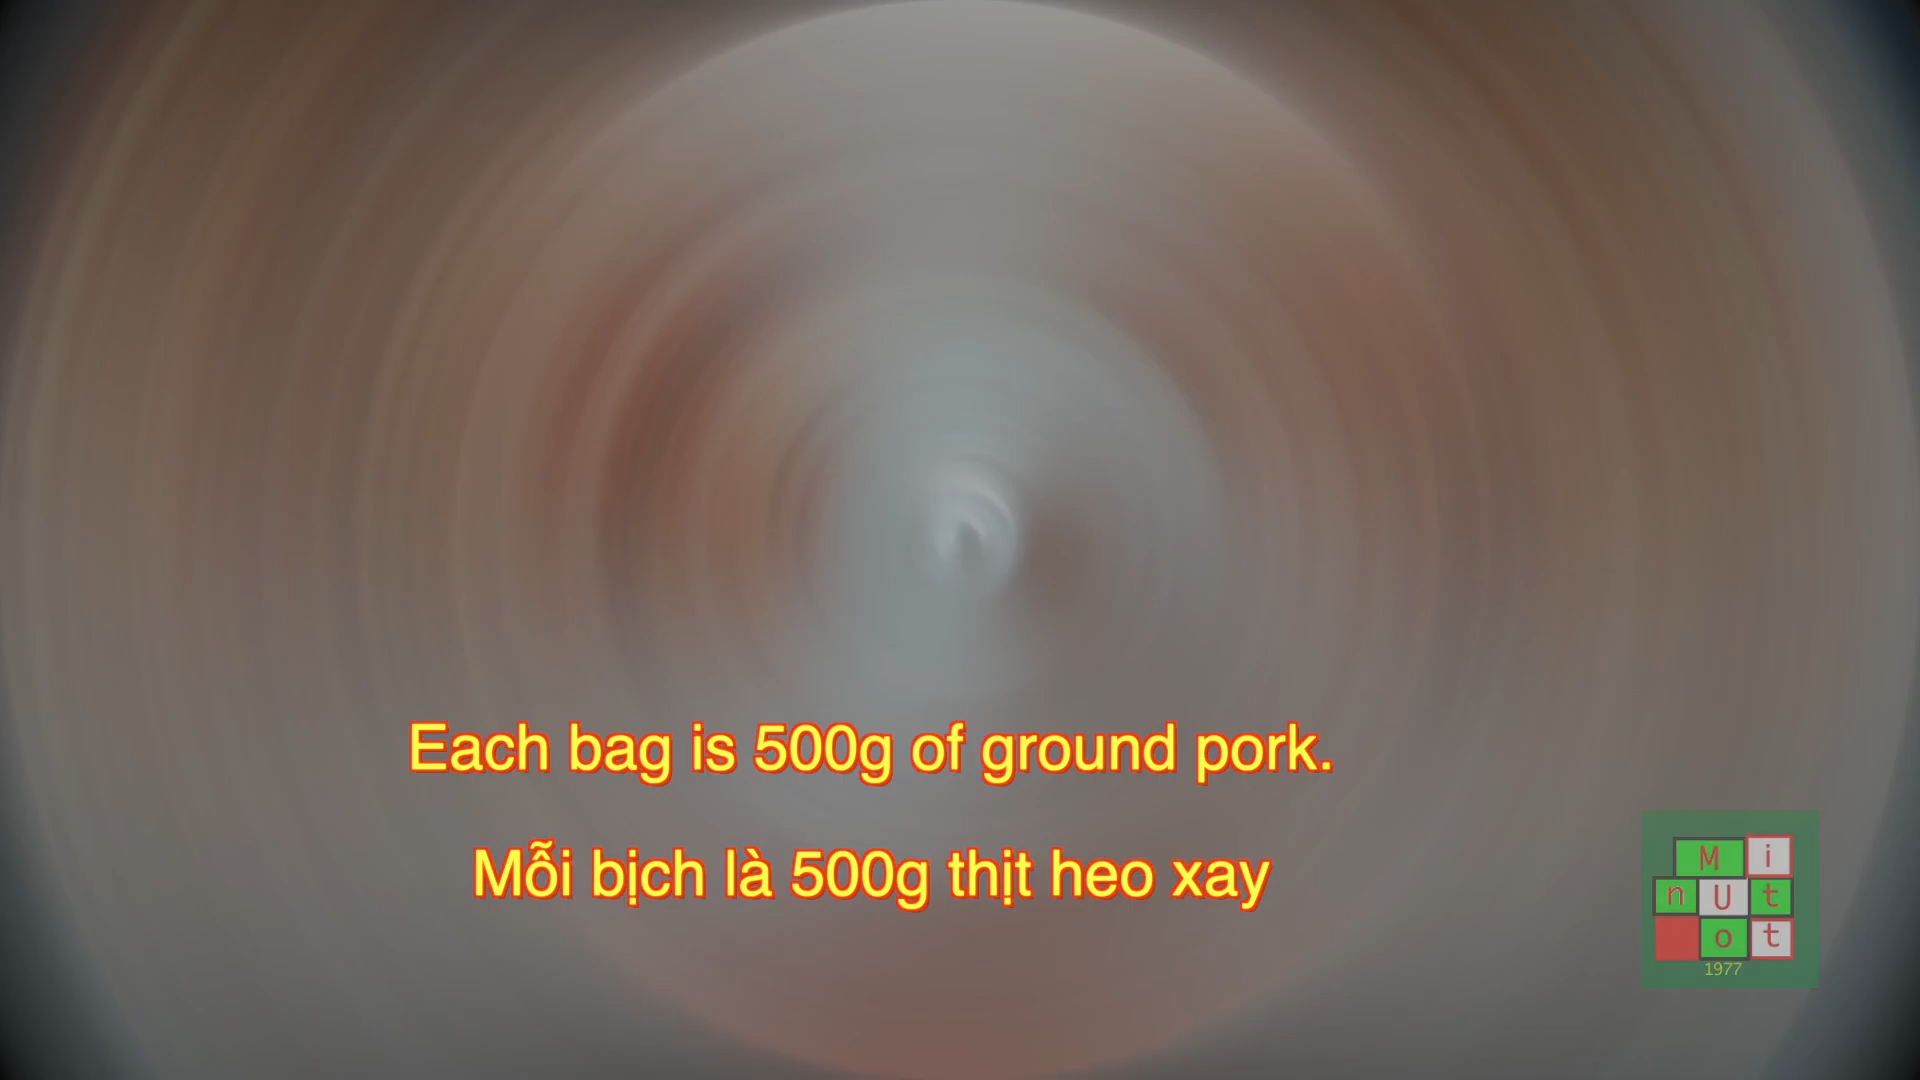 Each bag is 500g of ground pork.
Mỗi bịch là 500g thịt heo xay
M i
n U t
o t
1977